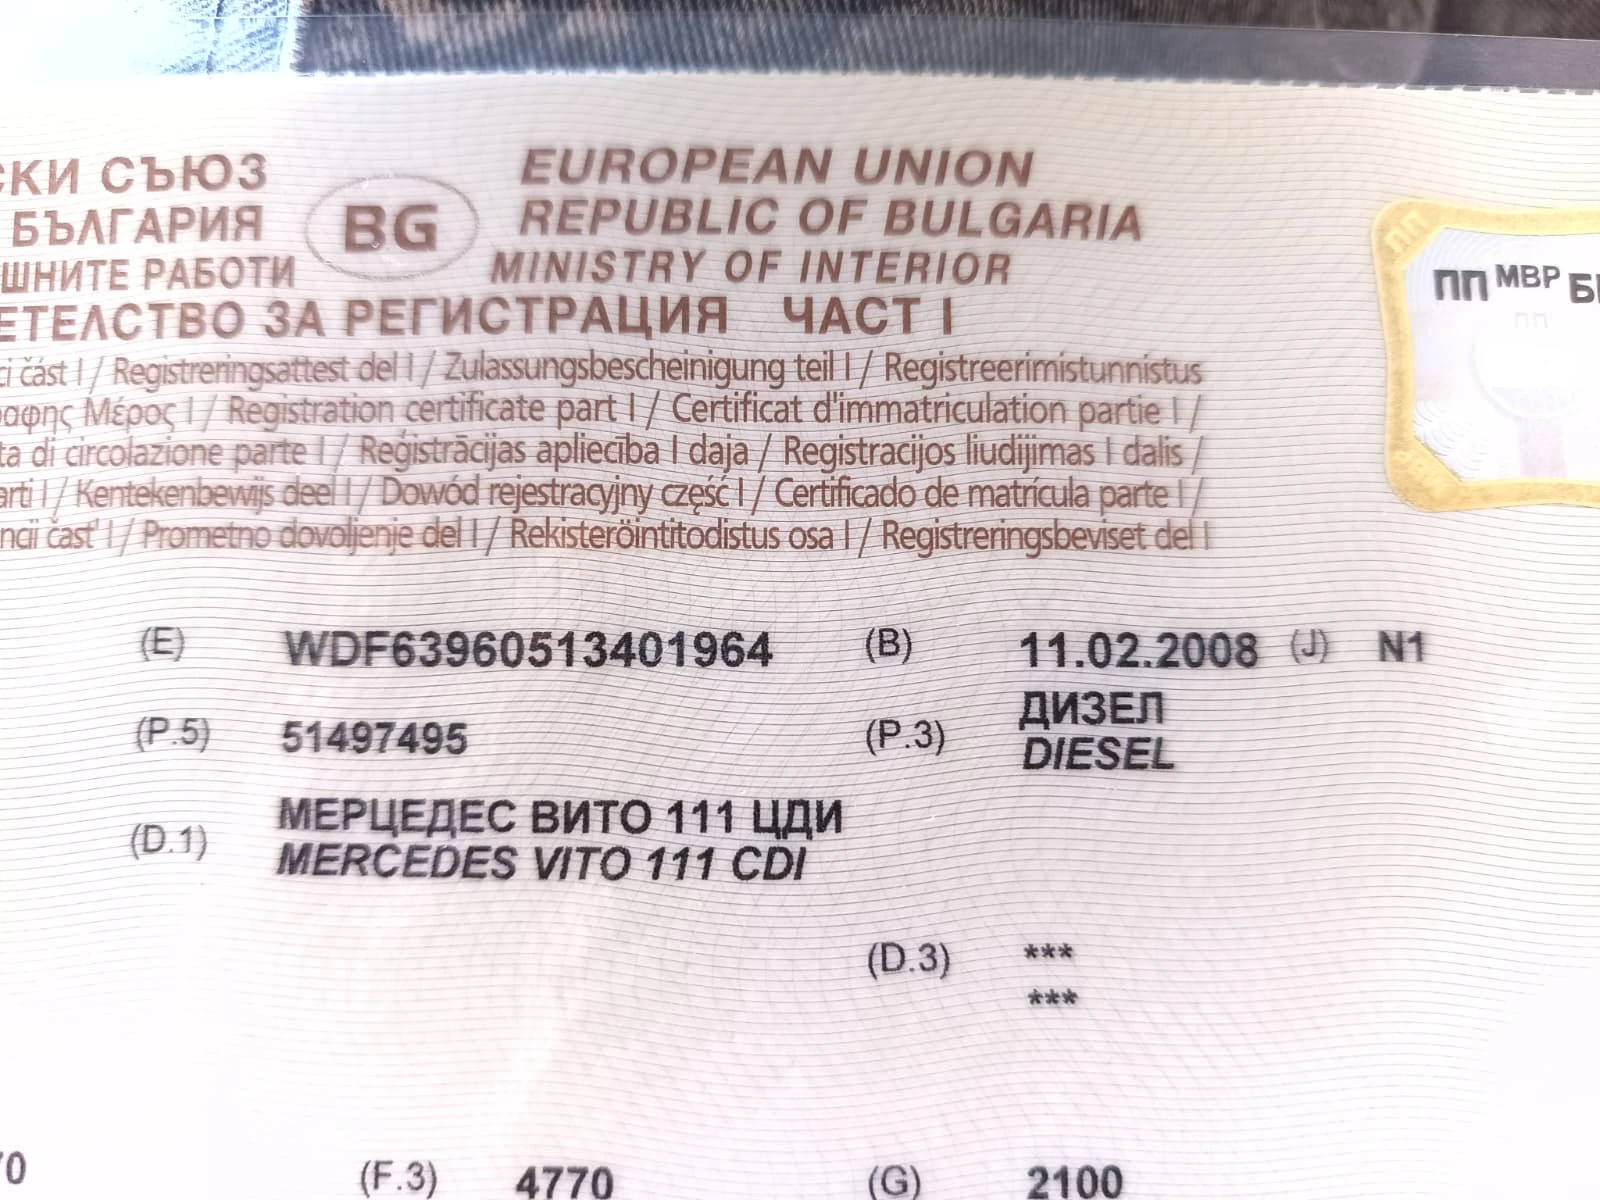 СКИ СЪЮЗ
БЪЛГАРИЯ
ШНИТЕ РАБОТИ
BG
EUROPEAN UNION
REPUBLIC OF BULGARIA
MINISTRY OF INTERIOR
ЕТЕЛСТВО ЗА РЕГИСТРАЦИЯ ЧАСТ I
ci část I / Registreringsattest del I / Zulassungsbescheinigung teil I / Registreerimistunnistus
ραφης Μέρος I / Registration certificate part I / Certificat d'immatriculation partie I /
ta di circolazione parte I / Reģistrācijas apliecība I daja / Registracijos liudijimas I dalis /
arti I / Kentekenbewijs deel I / Dowód rejestracyjny część I / Certificado de matrícula parte I /
ncii čast' I / Prometno dovoljenje del I / Rekisteröintitodistus osa I / Registreringsbeviset del I
ПП МВР
(E) WDF63960513401964 (B) 11.02.2008 (J) N1
(P.5) 51497495 (P.3) ДИЗЕЛ
DIESEL
(D.1) МЕРЦЕДЕС ВИТО 111 ЦДИ
MERCEDES VITO 111 CDI
(D.3) ***
***
70 (F.3) 4770 (G) 2100